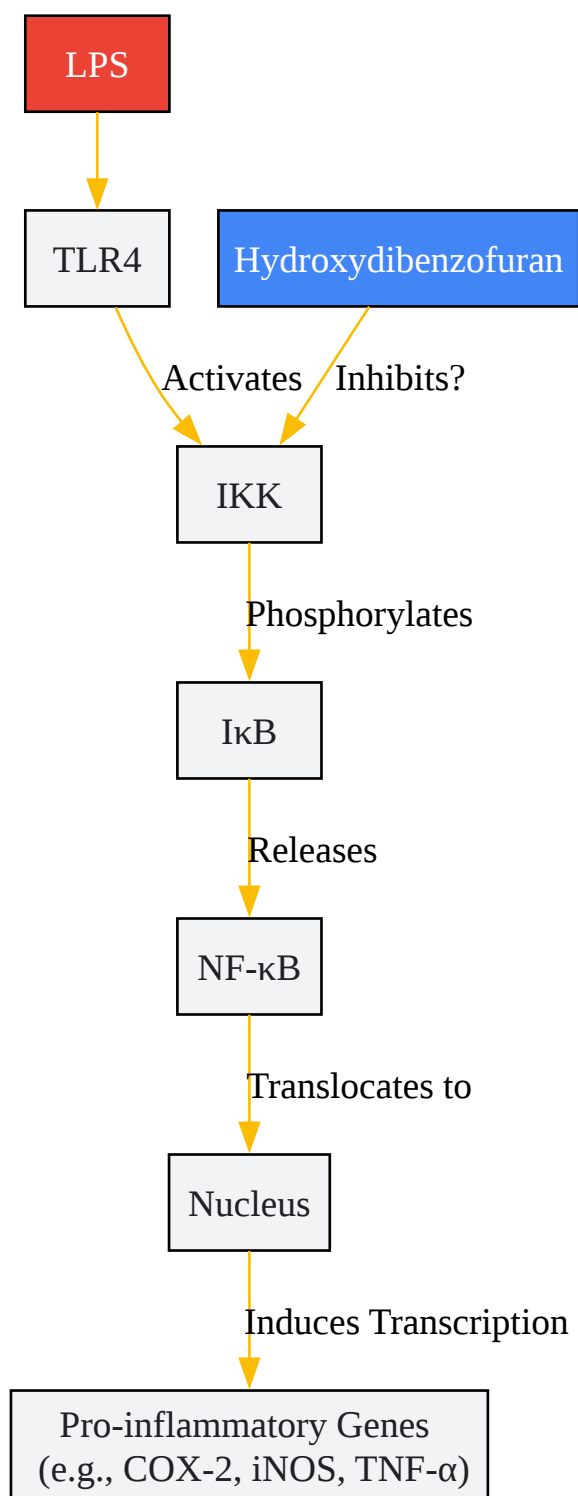 LPS
TLR4
Hydroxydibenzofuran
Activates
Inhibits?
IKK
Phosphorylates
IκB
Releases
NF-κB
Translocates to
Nucleus
Induces Transcription
Pro-inflammatory Genes
(e.g., COX-2, iNOS, TNF-α)